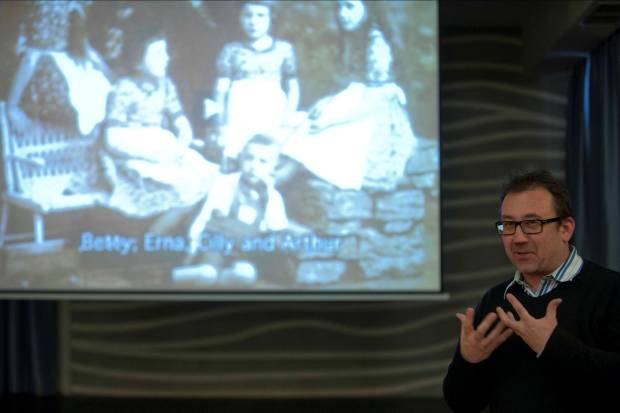 Betty, Erna, Cilly and Arthur